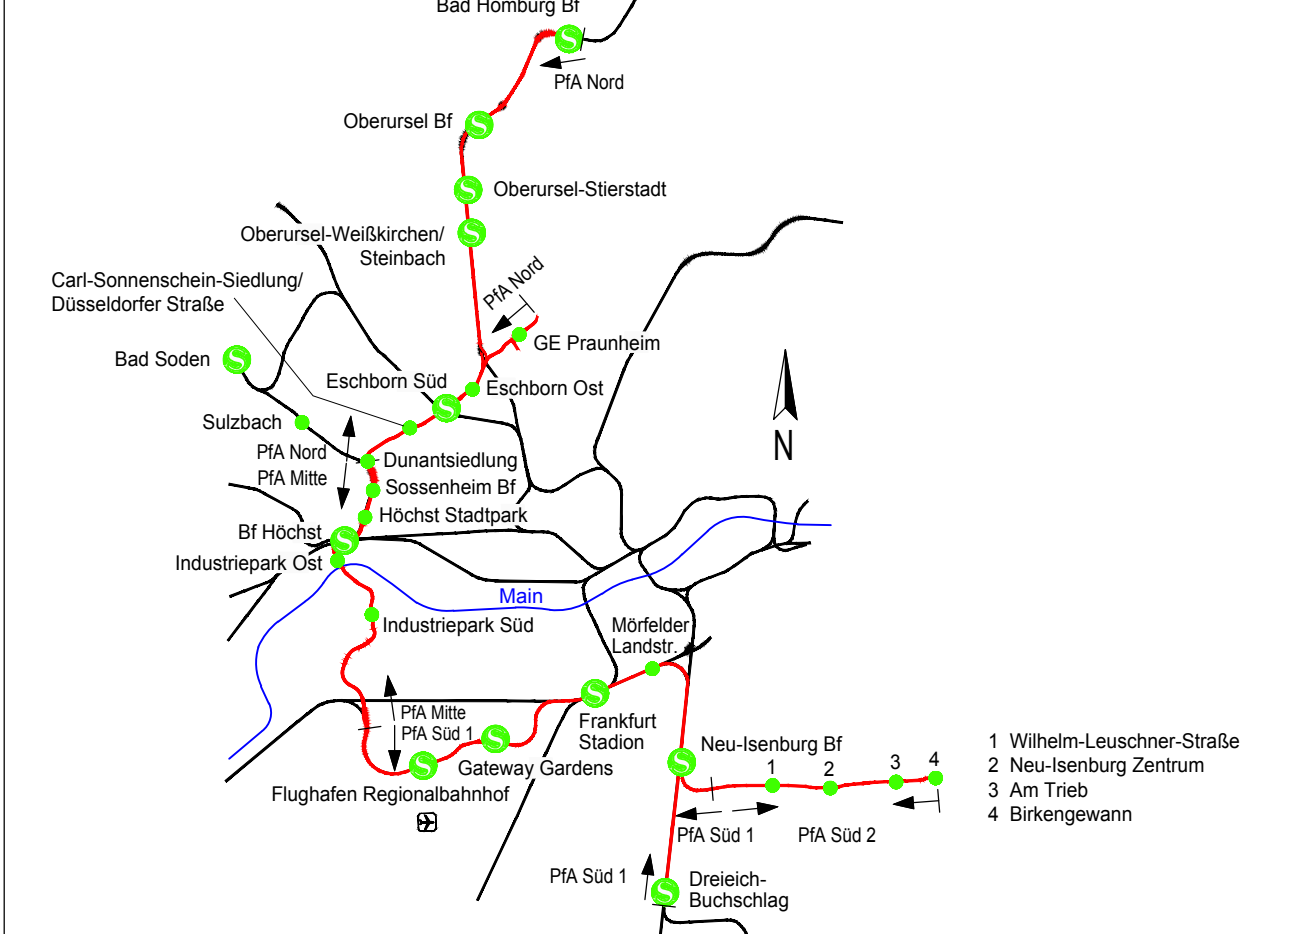 Bad Homburg Bf
PfA Nord
Oberursel Bf
Oberursel-Stierstadt
Oberursel-Weißkirchen/
Steinbach
PfA Nord
Carl-Sonnenschein-Siedlung/
Düsseldorfer Straße
GE Praunheim
Bad Soden
Eschborn Süd
Eschborn Ost
Sulzbach
PfA Nord
PfA Mitte
Dunantsiedlung
Sossenheim Bf
Höchst Stadtpark
Bf Höchst
Industriepark Ost
N
Main
Industriepark Süd
Mörfelder
Landstr.
PfA Mitte
PfA Süd 1
Frankfurt
Stadion
Gateway Gardens
Flughafen Regionalbahnhof
Neu-Isenburg Bf
1 2 3 4
PfA Süd 1
PfA Süd 2
PfA Süd 1
Dreieich-
Buchschlag
1 Wilhelm-Leuschner-Straße
2 Neu-Isenburg Zentrum
3 Am Trieb
4 Birkengewann